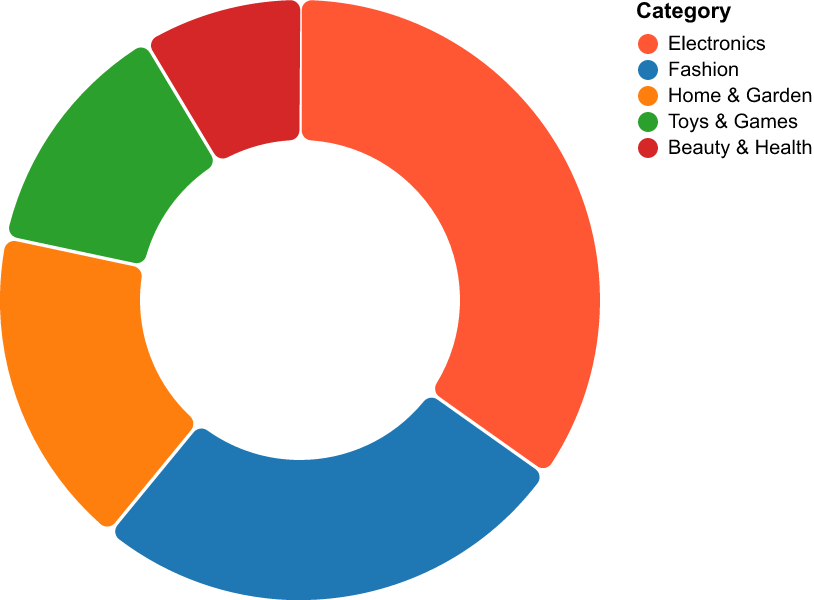 Category
Electronics
Fashion
Home & Garden
Toys & Games
Beauty & Health